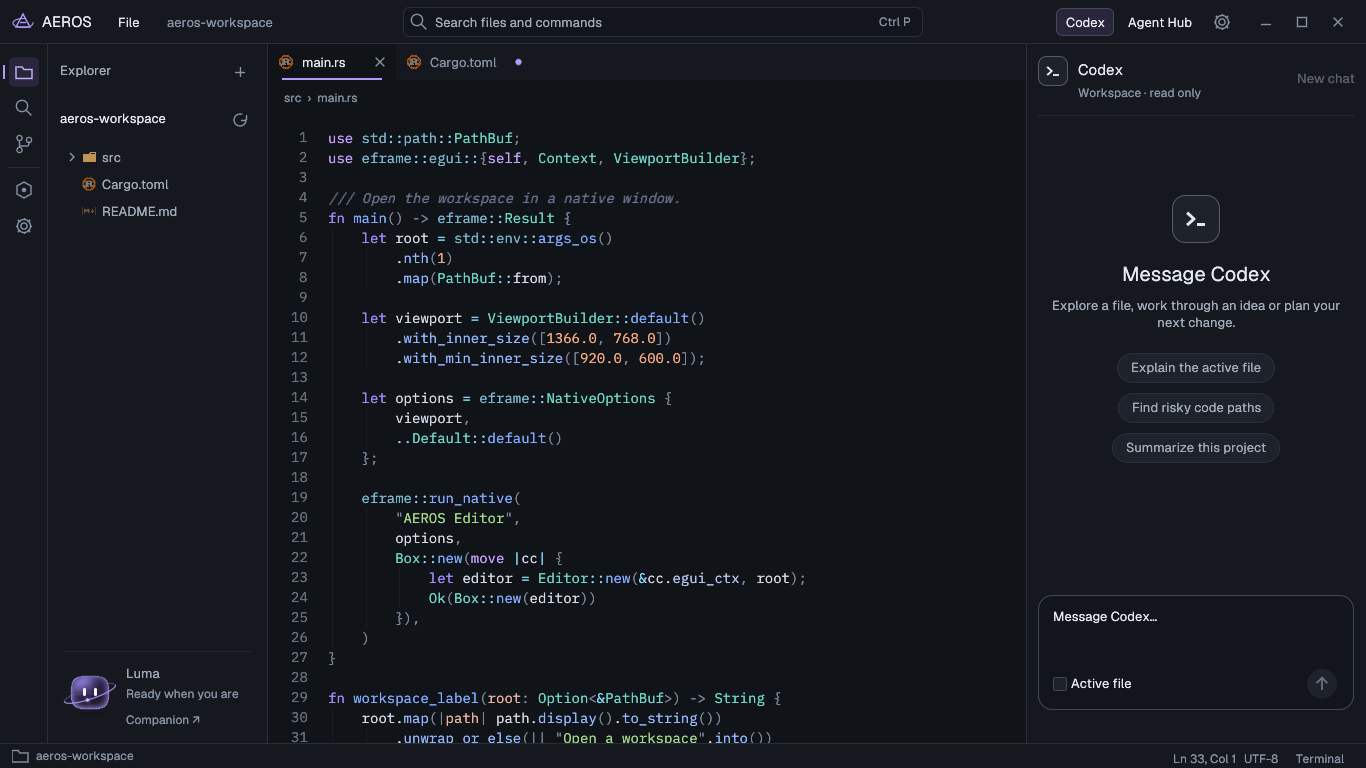 AEROS File aeros-workspace Search files and commands Ctrl P Codex Agent Hub
Explorer
aeros-workspace
src
Cargo.toml
README.md
Luma
Ready when you are
Companion ↗
main.rs Cargo.toml
src › main.rs
1 use std::path::PathBuf;
2 use eframe::egui::{self, Context, ViewportBuilder};
3
4 /// Open the workspace in a native window.
5 fn main() -> eframe::Result {
6     let root = std::env::args_os()
7         .nth(1)
8         .map(PathBuf::from);
9
10     let viewport = ViewportBuilder::default()
11         .with_inner_size([1366.0, 768.0])
12         .with_min_inner_size([920.0, 600.0]);
13
14     let options = eframe::NativeOptions {
15         viewport,
16         ..Default::default()
17     };
18
19     eframe::run_native(
20         "AEROS Editor",
21         options,
22         Box::new(move |cc| {
23             let editor = Editor::new(&cc.egui_ctx, root);
24             Ok(Box::new(editor))
25         }),
26     )
27 }
28
29 fn workspace_label(root: Option<&PathBuf>) -> String {
30     root.map(|path| path.display().to_string())
31         .unwrap_or_else(|| "Open a workspace".into())
Codex
Workspace · read only
New chat
Message Codex
Explore a file, work through an idea or plan your
next change.
Explain the active file
Find risky code paths
Summarize this project
Message Codex…
Active file
aeros-workspace
Ln 33, Col 1 UTF-8 Terminal